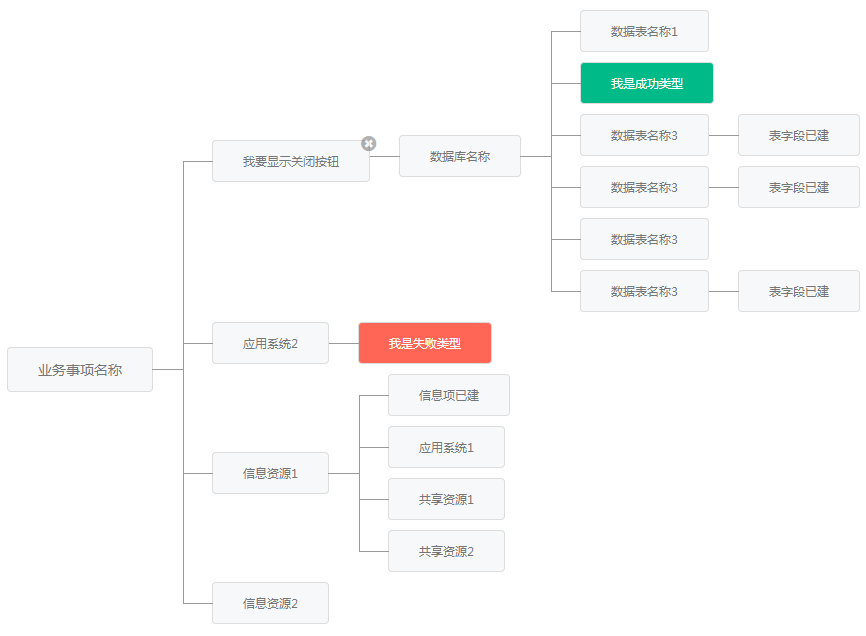 数据表名称1
我是成功类型
数据表名称3
表字段已建
我要显示关闭按钮
数据库名称
数据表名称3
表字段已建
数据表名称3
数据表名称3
表字段已建
应用系统2
我是失败类型
业务事项名称
信息项已建
应用系统1
信息资源1
共享资源1
共享资源2
信息资源2